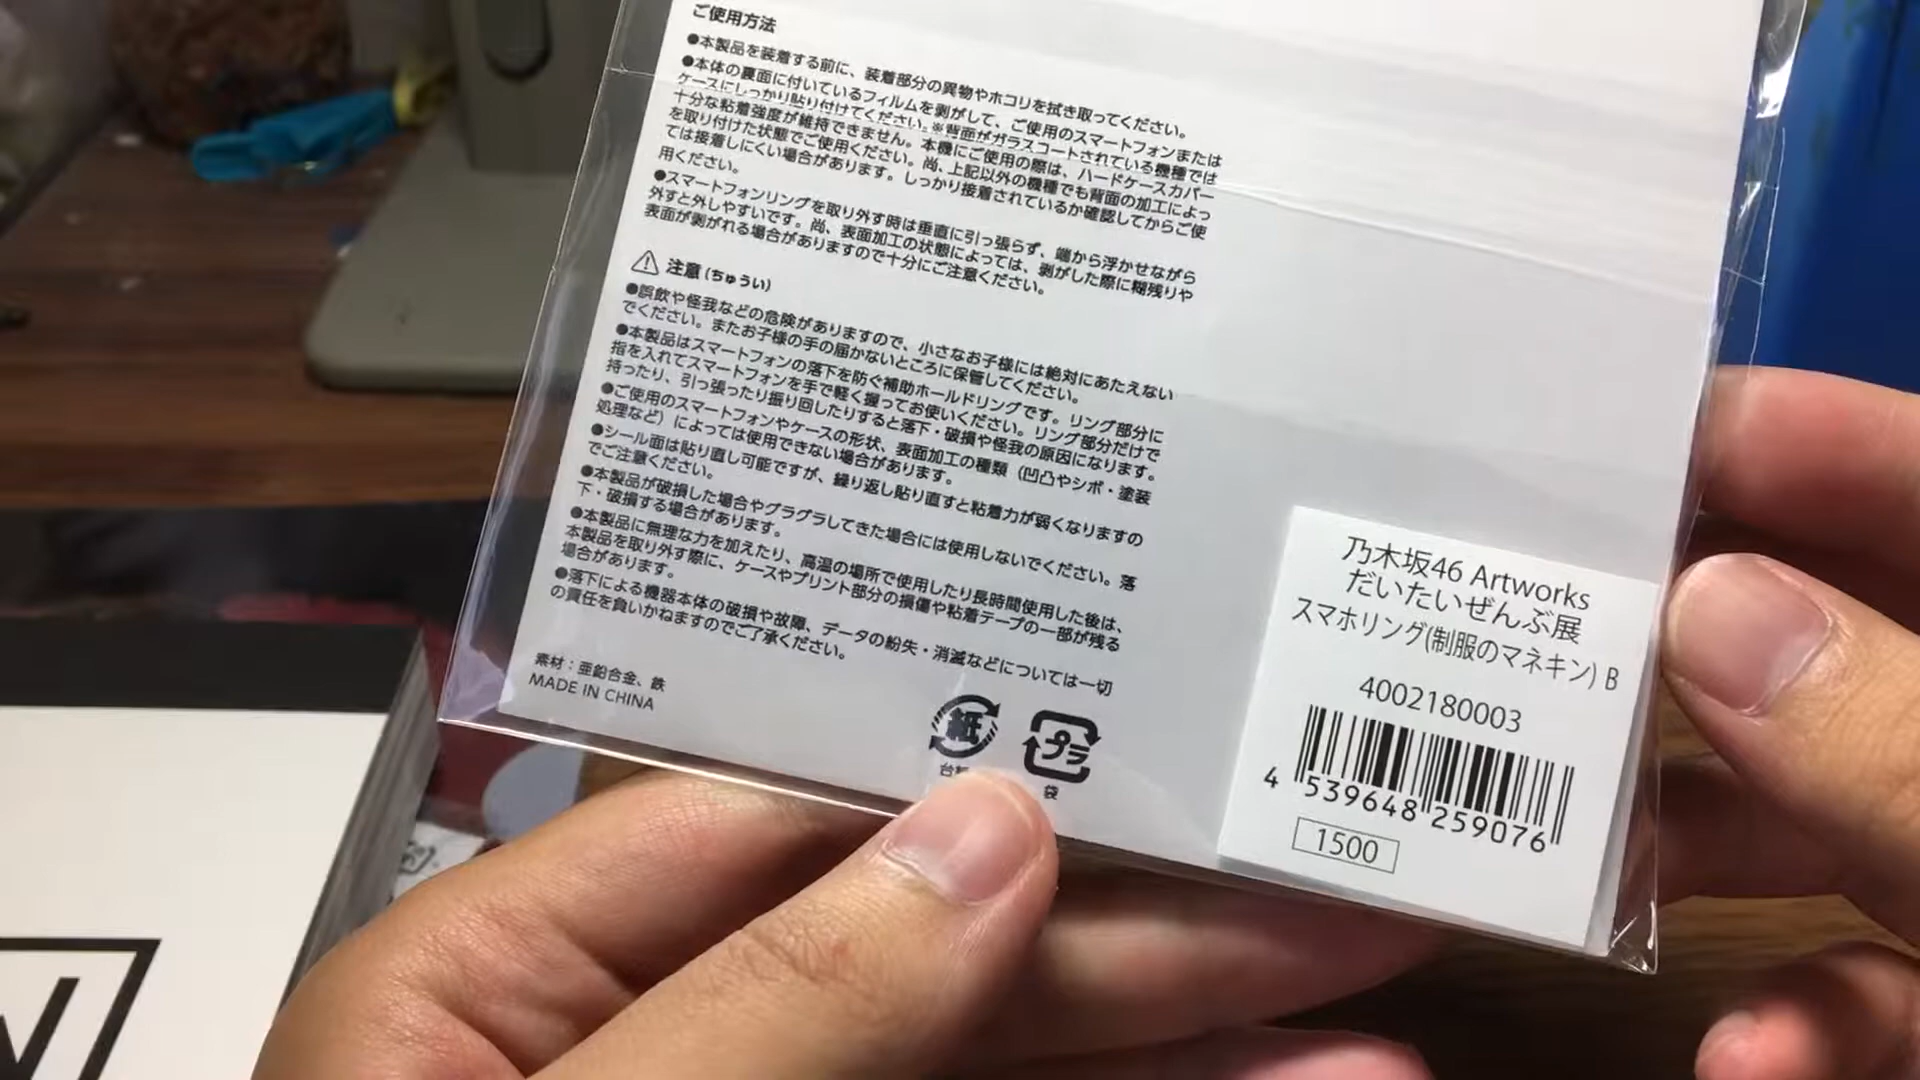 ご使用方法
●本製品を装着する前に、装着部分の異物やホコリを拭き取ってください。
●本体の裏面に付いているフィルムを剥がして、ご使用のスマートフォンまたは
ケースにしっかり貼り付けてください。※背面がガラスコートされている機種では
十分な粘着強度が維持できません。本機にご使用の際は、ハードケースカバー
を取り付けた状態でご使用ください。尚、上記以外の機種でも背面の加工によっ
ては接着しにくい場合があります。しっかり接着されているか確認してからご使
用ください。
●スマートフォンリングを取り外す時は垂直に引っ張らず、端から浮かせながら
外すと外しやすいです。尚、表面加工の状態によっては、剥がした際に糊残りや
表面が剥がれる場合がありますので十分にご注意ください。
注意(ちゅうい)
●誤飲や怪我などの危険がありますので、小さなお子様には絶対にあたえない
でください。またお子様の手の届かないところに保管してください。
●本製品はスマートフォンの落下を防ぐ補助ホールドリングです。リング部分に
指を入れてスマートフォンを手で軽く握ってお使いください。リング部分だけで
持ったり、引っ張ったり振り回したりすると落下・破損や怪我の原因になります。
●ご使用のスマートフォンやケースの形状、表面加工の種類(凹凸やシボ・塗装
処理など)によっては使用できない場合があります。
●シール面は貼り直し可能ですが、繰り返し貼り直すと粘着力が弱くなりますの
でご注意ください。
●本製品が破損した場合やグラグラしてきた場合には使用しないでください。落
下・破損する場合があります。
●本製品に無理な力を加えたり、高温の場所で使用したり長時間使用した後は、
本製品を取り外す際に、ケースやプリント部分の損傷や粘着テープの一部が残る
場合があります。
●落下による機器本体の破損や故障、データの紛失・消滅などについては一切
の責任を負いかねますのでご了承ください。
素材:亜鉛合金、鉄
MADE IN CHINA
紙
プラ
袋
乃木坂46 Artworks
だいたいぜんぶ展
スマホリング(制服のマネキン) B
4002180003
4 539648 259076
1500